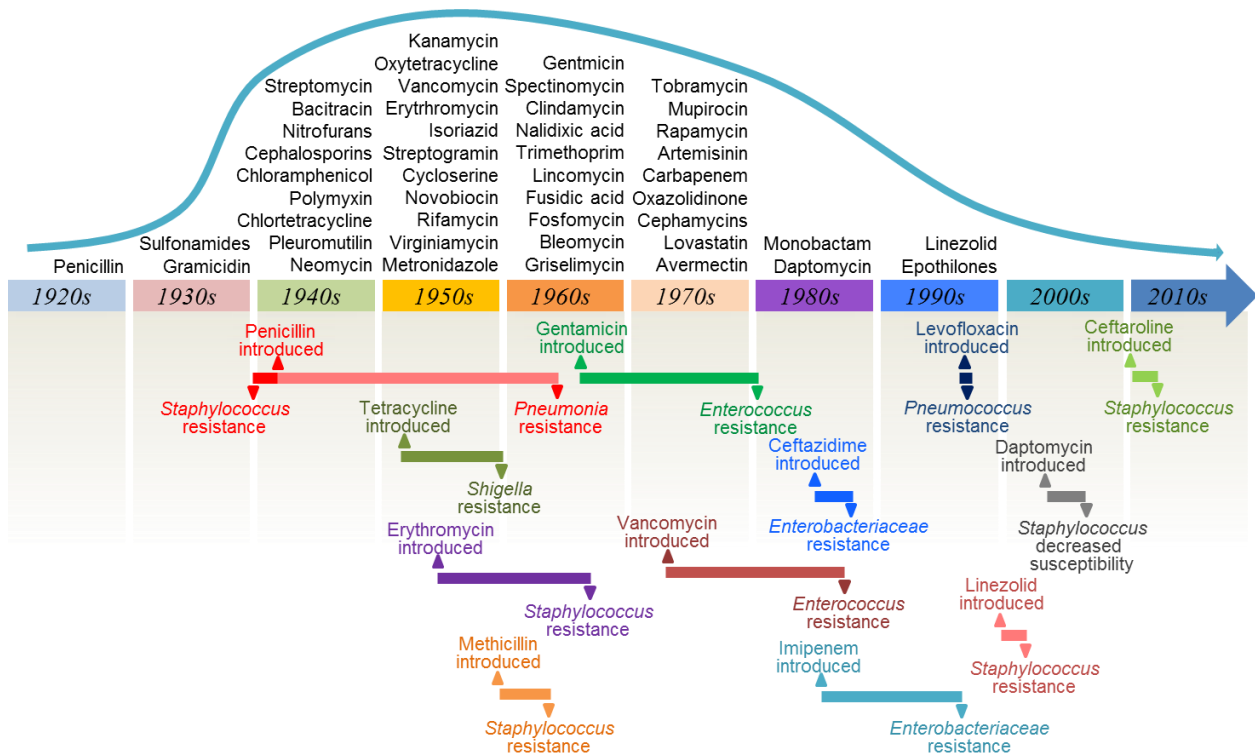 Penicillin
Sulfonamides
Gramicidin
Streptomycin
Bacitracin
Nitrofurans
Cephalosporins
Chloramphenicol
Polymyxin
Chlortetracycline
Pleuromutilin
Neomycin
Kanamycin
Oxytetracycline
Vancomycin
Erytrhromycin
Isoriazid
Streptogramin
Cycloserine
Novobiocin
Rifamycin
Virginiamycin
Metronidazole
Gentmicin
Spectinomycin
Clindamycin
Nalidixic acid
Trimethoprim
Lincomycin
Fusidic acid
Fosfomycin
Bleomycin
Griselimycin
Tobramycin
Mupirocin
Rapamycin
Artemisinin
Carbapenem
Oxazolidinone
Cephamycins
Lovastatin
Avermectin
Monobactam
Daptomycin
Linezolid
Epothilones
1920s 1930s 1940s 1950s 1960s 1970s 1980s 1990s 2000s 2010s
Penicillin
introduced
Staphylococcus
resistance
Pneumonia
resistance
Gentamicin
introduced
Enterococcus
resistance
Levofloxacin
introduced
Pneumococcus
resistance
Ceftaroline
introduced
Staphylococcus
resistance
Tetracycline
introduced
Shigella
resistance
Ceftazidime
introduced
Enterobacteriaceae
resistance
Daptomycin
introduced
Staphylococcus
decreased
susceptibility
Erythromycin
introduced
Staphylococcus
resistance
Vancomycin
introduced
Enterococcus
resistance
Linezolid
introduced
Staphylococcus
resistance
Methicillin
introduced
Staphylococcus
resistance
Imipenem
introduced
Enterobacteriaceae
resistance